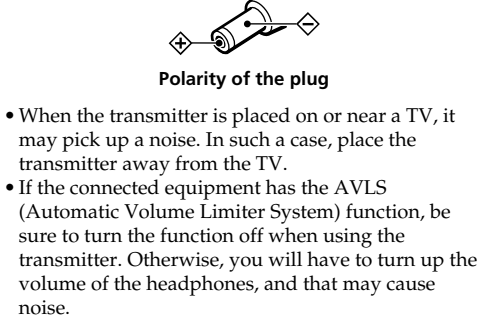 Polarity of the plug
• When the transmitter is placed on or near a TV, it
may pick up a noise. In such a case, place the
transmitter away from the TV.
• If the connected equipment has the AVLS
(Automatic Volume Limiter System) function, be
sure to turn the function off when using the
transmitter. Otherwise, you will have to turn up the
volume of the headphones, and that may cause
noise.